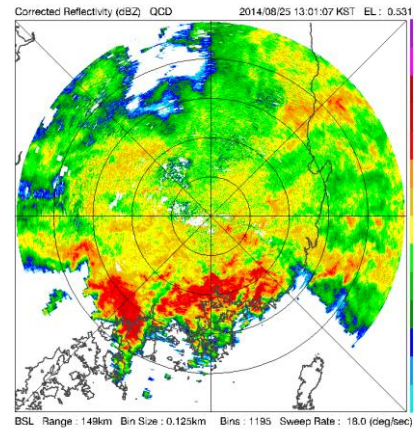 Corrected Reflectivity (dBZ) QCD 2014/08/25 13:01:07 KST EL : 0.531
BSL Range : 149km Bin Size : 0.125km Bins : 1195 Sweep Rate : 18.0 (deg/sec)